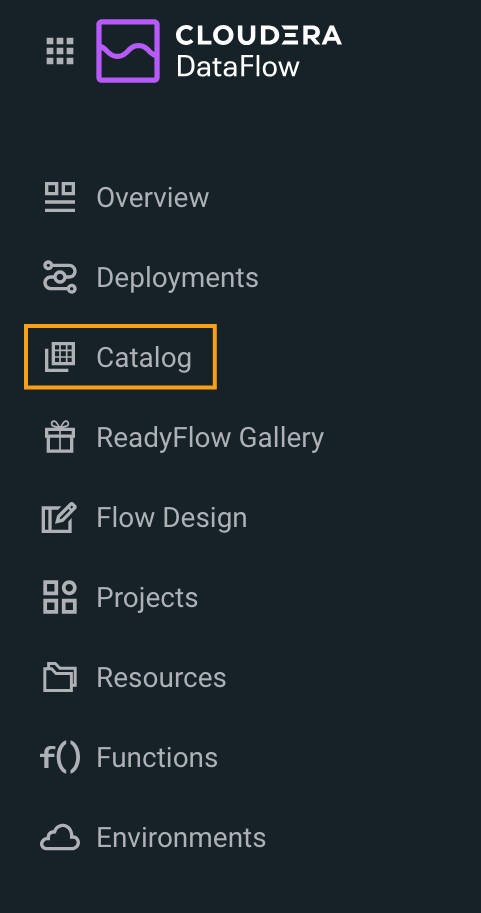 CLOUDERA
DataFlow
Overview
Deployments
Catalog
ReadyFlow Gallery
Flow Design
Projects
Resources
f() Functions
Environments